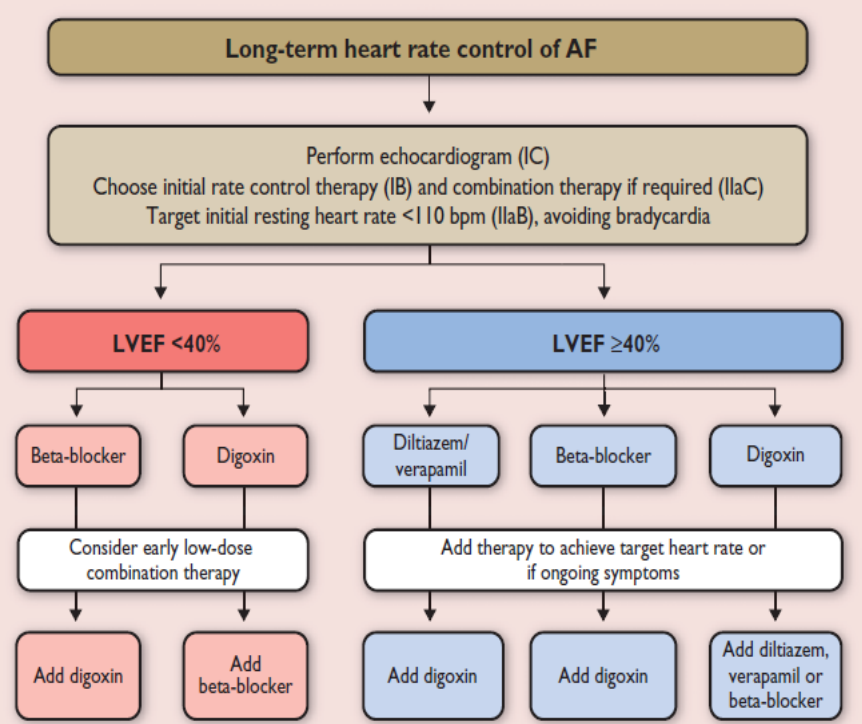 Long-term heart rate control of AF
Perform echocardiogram (IC)
Choose initial rate control therapy (IB) and combination therapy if required (IIaC)
Target initial resting heart rate <110 bpm (IIaB), avoiding bradycardia
LVEF <40%
LVEF ≥40%
Beta-blocker
Digoxin
Diltiazem/
verapamil
Beta-blocker
Digoxin
Consider early low-dose
combination therapy
Add therapy to achieve target heart rate or
if ongoing symptoms
Add digoxin
Add
beta-blocker
Add digoxin
Add digoxin
Add diltiazem,
verapamil or
beta-blocker